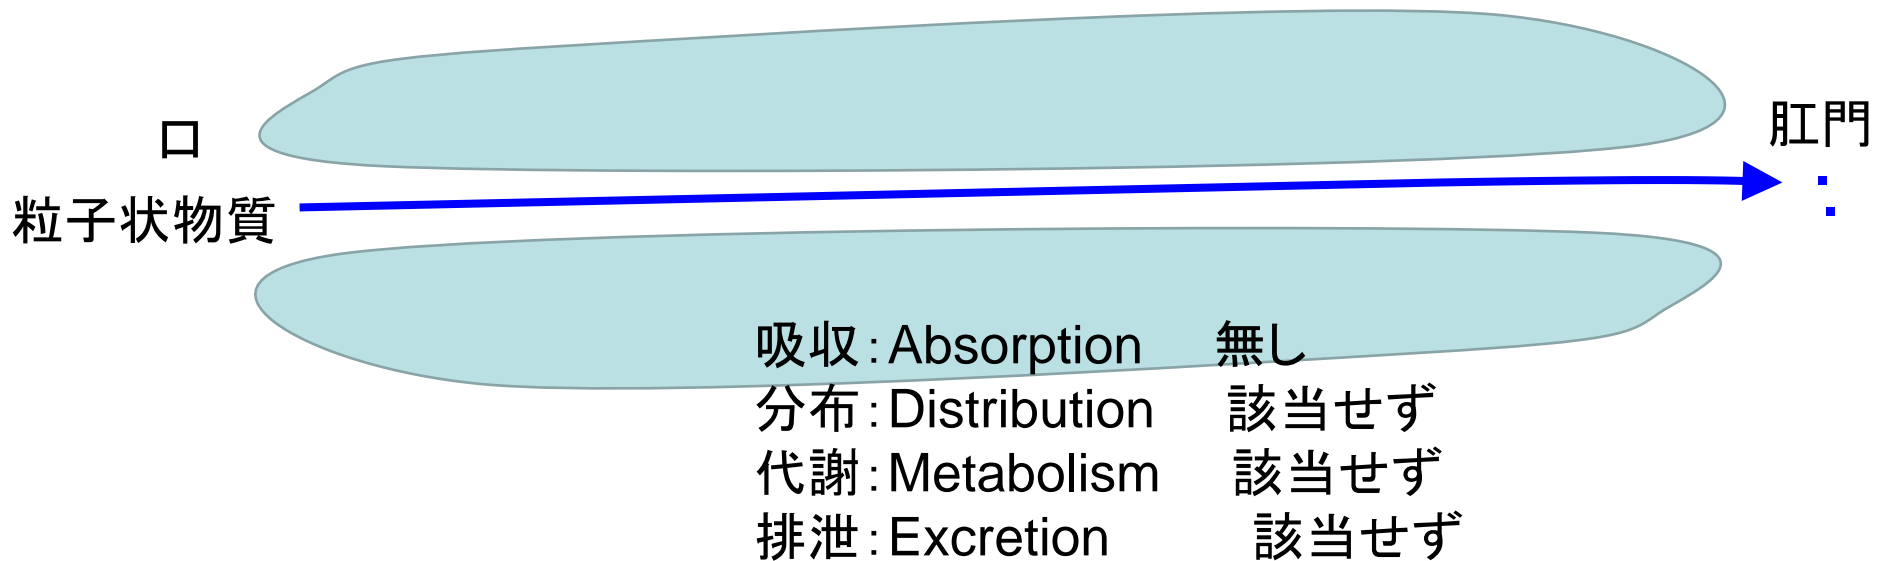 口
肛門
粒子状物質
吸収：Absorption　無し
分布：Distribution　該当せず
代謝：Metabolism　該当せず
排泄：Excretion　該当せず